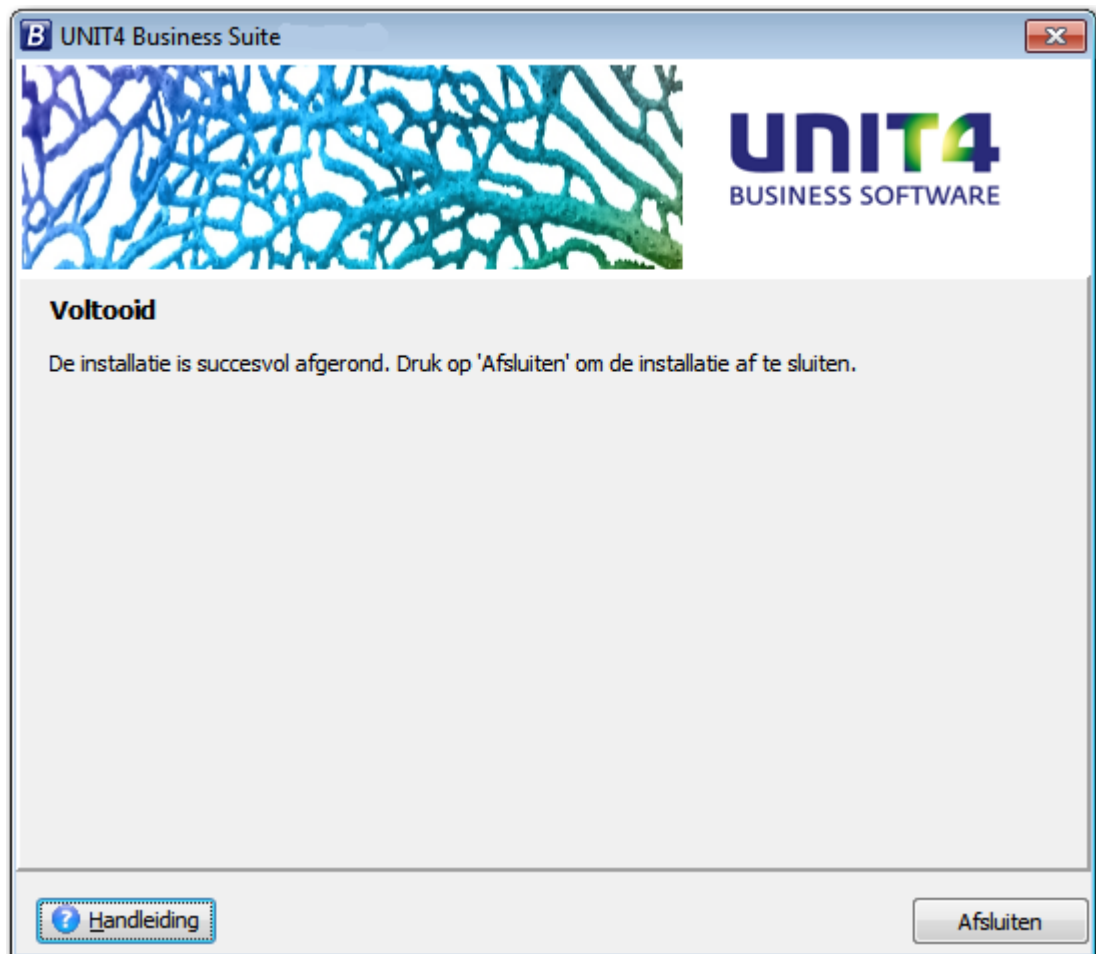 B UNIT4 Business Suite
UNIT4
BUSINESS SOFTWARE
Voltooid
De installatie is succesvol afgerond. Druk op 'Afsluiten' om de installatie af te sluiten.
? Handleiding
Afsluiten